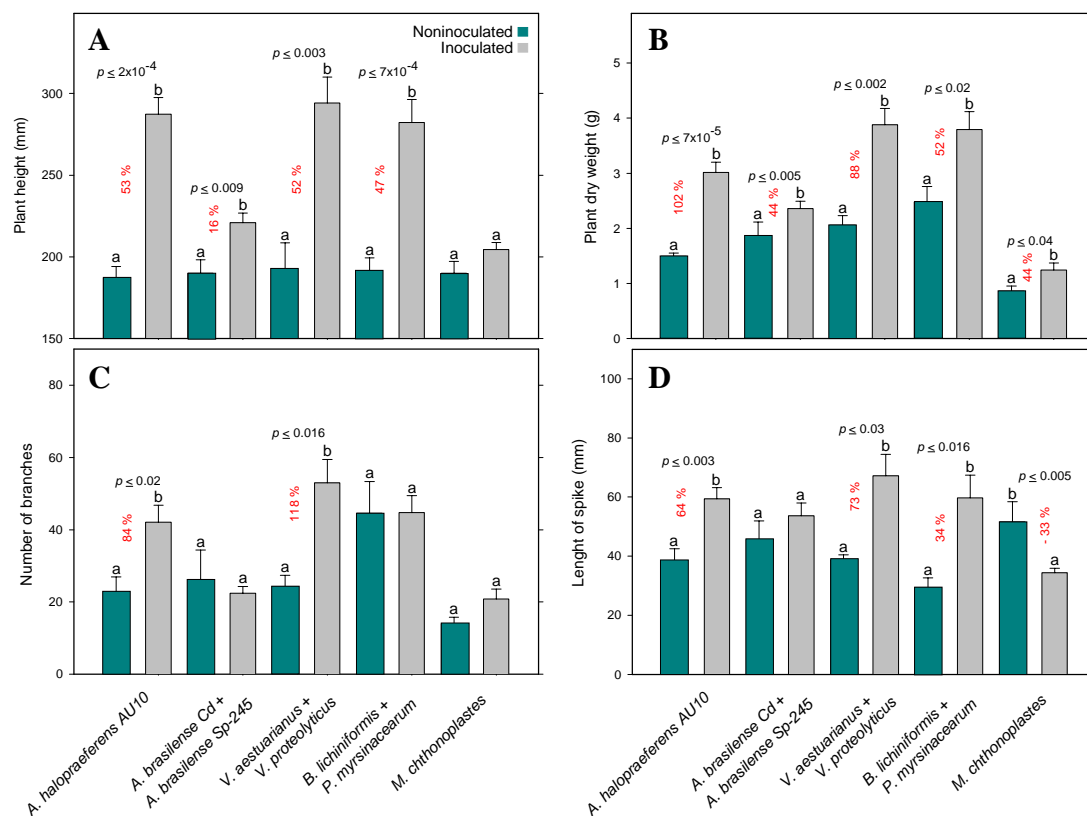 A
Noninoculated
Inoculated
p ≤ 2x10-4
p ≤ 0.009
p ≤ 0.003
p ≤ 7x10-4
53 %
16 %
52 %
47 %
a
b
a
b
a
b
a
b
a
a
Plant height (mm)
300
250
200
150
B
p ≤ 7x10-5
p ≤ 0.005
p ≤ 0.002
p ≤ 0.02
p ≤ 0.04
102 %
44 %
88 %
52 %
44 %
a
b
a
b
a
b
a
b
a
b
Plant dry weight (g)
5
4
3
2
1
0
C
p ≤ 0.02
p ≤ 0.016
84 %
118 %
a
b
a
a
a
b
a
a
a
a
Number of branches
80
60
40
20
0
A. halopraeferens AU10
A. brasilense Cd +
A. brasilense Sp-245
V. aestuarianus +
V. proteolyticus
B. lichiniformis +
P. myrsinacearum
M. chthonoplastes
D
p ≤ 0.003
p ≤ 0.03
p ≤ 0.016
p ≤ 0.005
64 %
73 %
34 %
- 33 %
a
b
a
a
a
b
a
b
b
a
Lenght of spike (mm)
100
80
60
40
20
0
A. halopraeferens AU10
A. brasilense Cd +
A. brasilense Sp-245
V. aestuarianus +
V. proteolyticus
B. lichiniformis +
P. myrsinacearum
M. chthonoplastes